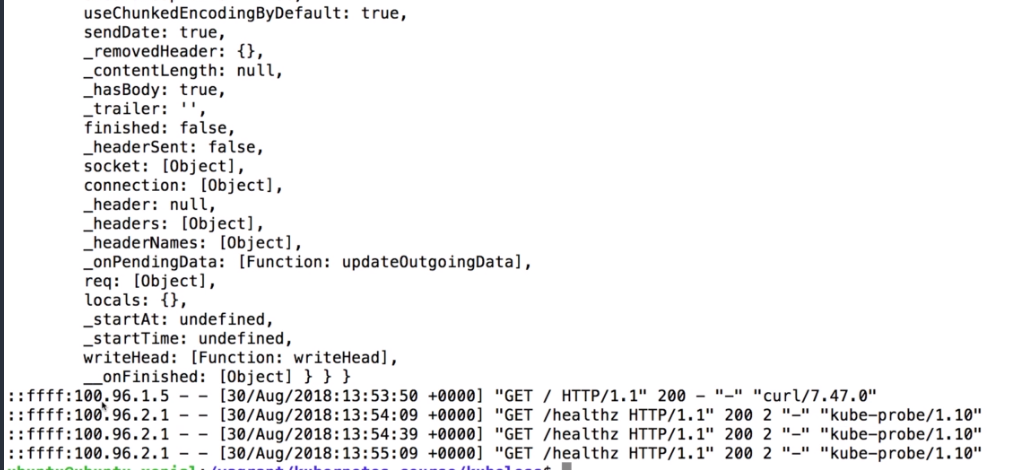 useChunkedEncodingByDefault: true,
sendDate: true,
_removedHeader: {},
_contentLength: null,
_hasBody: true,
_trailer: '',
finished: false,
_headerSent: false,
socket: [Object],
connection: [Object],
_header: null,
_headers: [Object],
_headerNames: [Object],
_onPendingData: [Function: updateOutgoingData],
req: [Object],
locals: {},
_startAt: undefined,
_startTime: undefined,
writeHead: [Function: writeHead],
__onFinished: [Object] } } }
::ffff:100.96.1.5 - - [30/Aug/2018:13:53:50 +0000] "GET / HTTP/1.1" 200 - "-" "curl/7.47.0"
::ffff:100.96.2.1 - - [30/Aug/2018:13:54:09 +0000] "GET /healthz HTTP/1.1" 200 2 "-" "kube-probe/1.10"
::ffff:100.96.2.1 - - [30/Aug/2018:13:54:39 +0000] "GET /healthz HTTP/1.1" 200 2 "-" "kube-probe/1.10"
::ffff:100.96.2.1 - - [30/Aug/2018:13:55:09 +0000] "GET /healthz HTTP/1.1" 200 2 "-" "kube-probe/1.10"